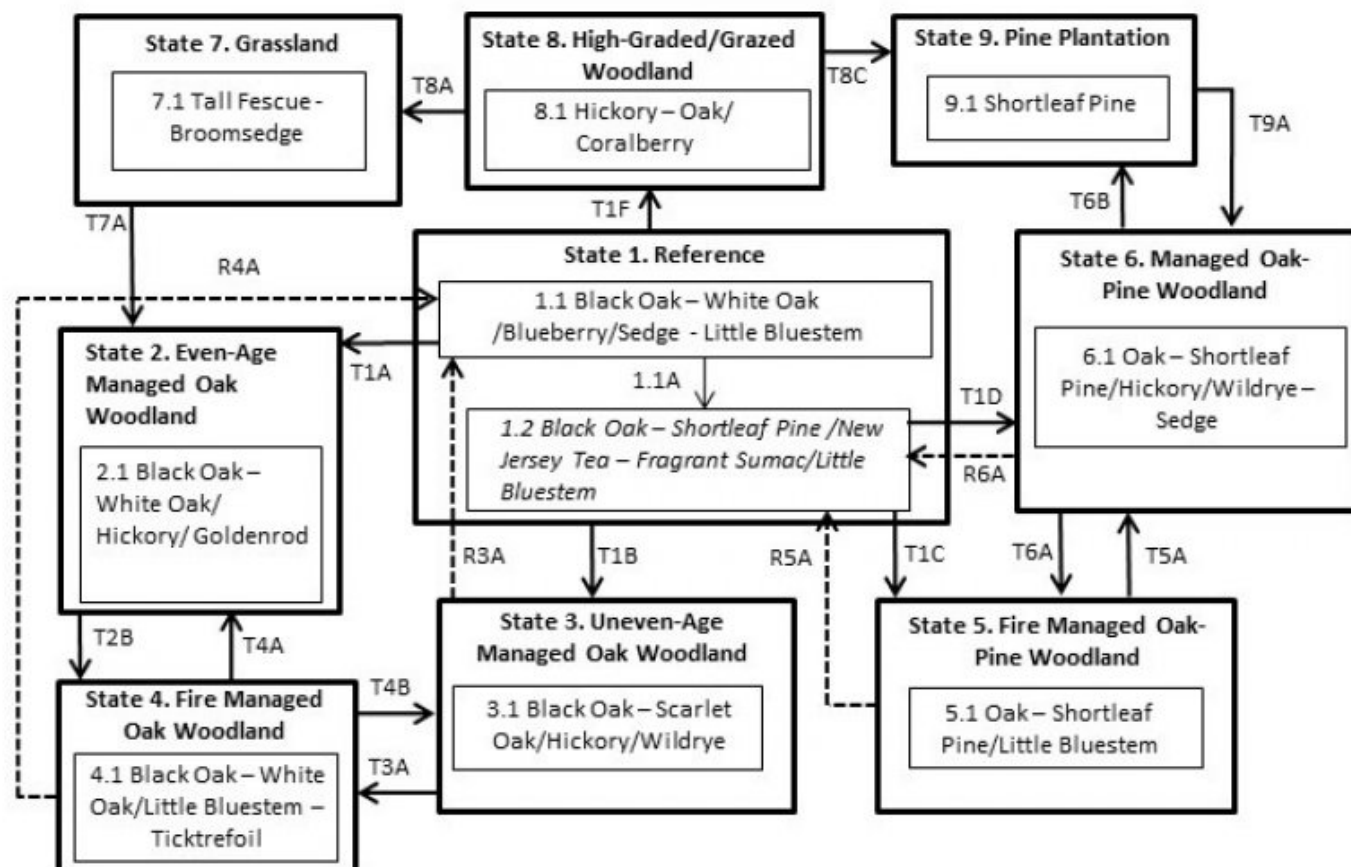 State 7. Grassland
7.1 Tall Fescue -
Broomsedge
T8A
State 8. High-Graded/Grazed
Woodland
8.1 Hickory – Oak/
Coralberry
T8C
State 9. Pine Plantation
9.1 Shortleaf Pine
T9A
T7A
T1F
T6B
R4A
State 1. Reference
1.1 Black Oak – White Oak
/Blueberry/Sedge - Little Bluestem
1.1A
1.2 Black Oak – Shortleaf Pine /New
Jersey Tea – Fragrant Sumac/Little
Bluestem
T1A
T1D
R6A
State 6. Managed Oak-
Pine Woodland
6.1 Oak – Shortleaf
Pine/Hickory/Wildrye –
Sedge
State 2. Even-Age
Managed Oak
Woodland
2.1 Black Oak –
White Oak/
Hickory/ Goldenrod
R3A
T1B
R5A
T1C
T6A
T5A
T2B
T4A
State 3. Uneven-Age
Managed Oak Woodland
3.1 Black Oak – Scarlet
Oak/Hickory/Wildrye
State 5. Fire Managed Oak-
Pine Woodland
5.1 Oak – Shortleaf
Pine/Little Bluestem
State 4. Fire Managed
Oak Woodland
4.1 Black Oak – White
Oak/Little Bluestem –
Ticktrefoil
T4B
T3A